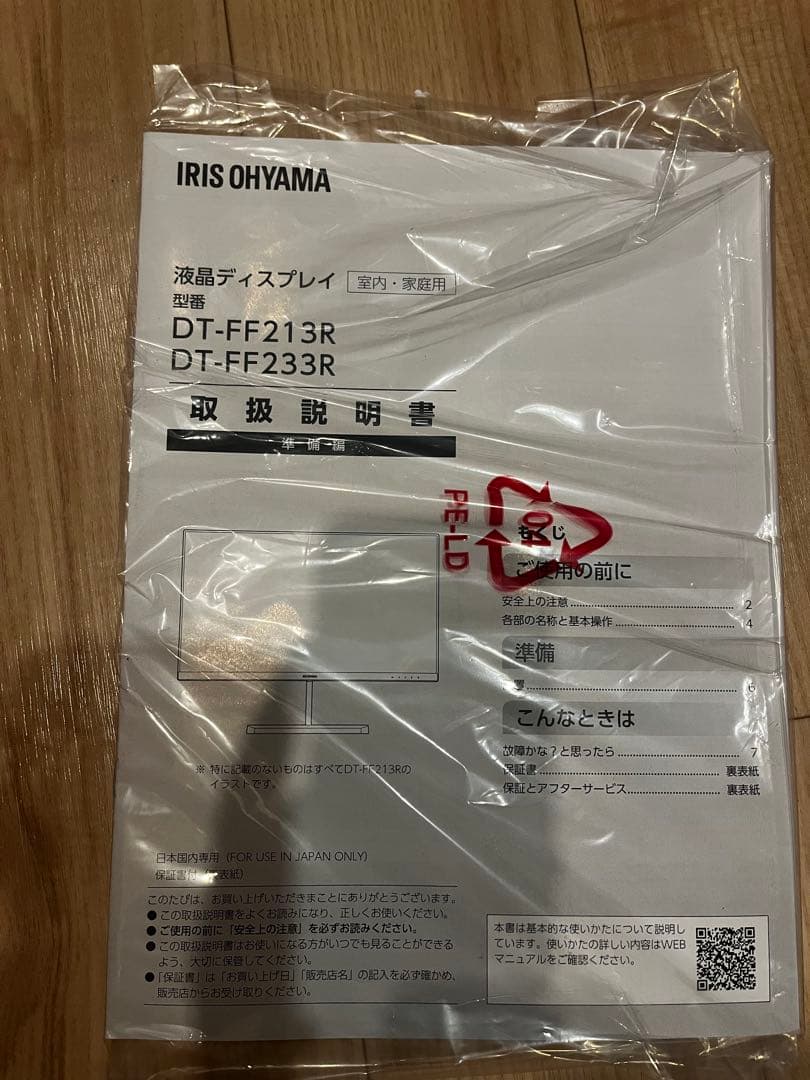 IRIS OHYAMA
液晶ディスプレイ 室内・家庭用
型番
DT-FF213R
DT-FF233R
取扱説明書
準備編
※ 特に記載のないものはすべてDT-FF213Rの
イラストです。
日本国内専用 (FOR USE IN JAPAN ONLY)
保証書付 (裏表紙)
このたびは、お買い上げいただきまことにありがとうございます。
● この取扱説明書をよくお読みになり、正しくお使いください。
● ご使用の前に「安全上の注意」を必ずお読みください。
● この取扱説明書はお使いになる方がいつでも見ることができる
よう、大切に保管してください。
● 「保証書」は「お買い上げ日」「販売店名」の記入を必ず確かめ、
販売店からお受け取りください。
PE-LD
04
もくじ
ご使用の前に
安全上の注意 2
各部の名称と基本操作 4
準備
置 6
こんなときは
故障かな?と思ったら 7
保証書 裏表紙
保証とアフターサービス 裏表紙
本書は基本的な使いかたについて説明し
ています。使いかたの詳しい内容はWEB
マニュアルをご確認ください。